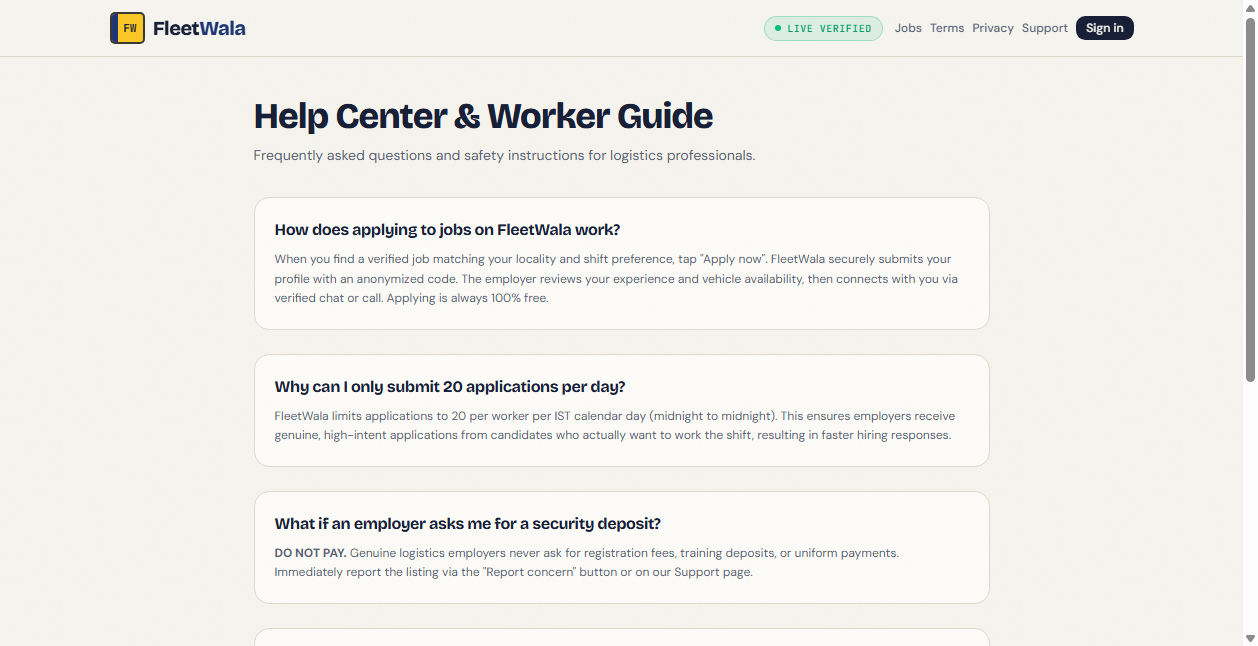 FW FleetWala
LIVE VERIFIED Jobs Terms Privacy Support Sign in
Help Center & Worker Guide
Frequently asked questions and safety instructions for logistics professionals.
How does applying to jobs on FleetWala work?
When you find a verified job matching your locality and shift preference, tap "Apply now". FleetWala securely submits your
profile with an anonymized code. The employer reviews your experience and vehicle availability, then connects with you via
verified chat or call. Applying is always 100% free.
Why can I only submit 20 applications per day?
FleetWala limits applications to 20 per worker per IST calendar day (midnight to midnight). This ensures employers receive
genuine, high-intent applications from candidates who actually want to work the shift, resulting in faster hiring responses.
What if an employer asks me for a security deposit?
DO NOT PAY. Genuine logistics employers never ask for registration fees, training deposits, or uniform payments.
Immediately report the listing via the "Report concern" button or on our Support page.